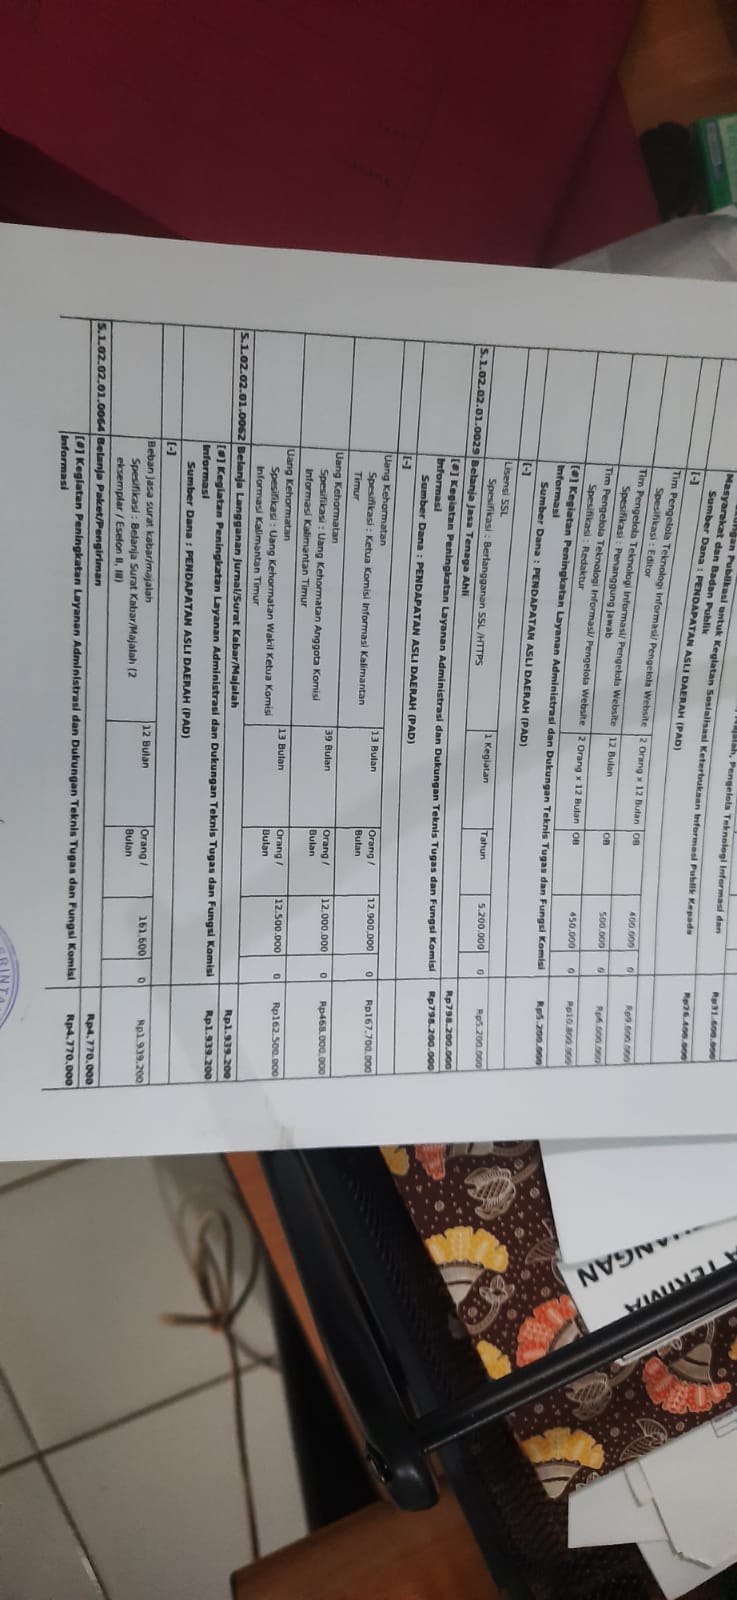 Majalah, Pengelola Teknologi Informasi dan
Rp31.600.000
Publikasi untuk Kegiatan Sosialisasi Keterbukaan Informasi Publik Kepada
Masyarakat dan Badan Publik
Rp26.400.000
Sumber Dana : PENDAPATAN ASLI DAERAH (PAD)
[-]
Tim Pengelola Teknologi Informasi/ Pengelola Website 2 Orang x 12 Bulan OB 400.000 0 Rp9.600.000
Spesifikasi : Editor
Tim Pengelola Teknologi Informasi/ Pengelola Website 12 Bulan OB 500.000 0 Rp6.000.000
Spesifikasi : Penanggung Jawab
Tim Pengelola Teknologi Informasi/ Pengelola Website 2 Orang x 12 Bulan OB 450.000 0 Rp10.800.000
Spesifikasi : Redaktur
[#] Kegiatan Peningkatan Layanan Administrasi dan Dukungan Teknis Tugas dan Fungsi Komisi Rp5.200.000
Informasi
Sumber Dana : PENDAPATAN ASLI DAERAH (PAD)
[-]
Lisensi SSL 1 Kegiatan Tahun 5.200.000 0 Rp5.200.000
Spesifikasi : Berlangganan SSL /HTTPS
5.1.02.02.01.0029 Belanja Jasa Tenaga Ahli Rp798.200.000
[#] Kegiatan Peningkatan Layanan Administrasi dan Dukungan Teknis Tugas dan Fungsi Komisi Rp798.200.000
Informasi
Sumber Dana : PENDAPATAN ASLI DAERAH (PAD)
[-]
Uang Kehormatan 13 Bulan Orang / 12.900.000 0 Rp167.700.000
Spesifikasi : Ketua Komisi Informasi Kalimantan Bulan
Timur
Uang Kehormatan 39 Bulan Orang / 12.000.000 0 Rp468.000.000
Spesifikasi : Uang Kehormatan Anggota Komisi Bulan
Informasi Kalimantan Timur
Uang Kehormatan 13 Bulan Orang / 12.500.000 0 Rp162.500.000
Spesifikasi : Uang Kehormatan Wakil Ketua Komisi Bulan
Informasi Kalimantan Timur
5.1.02.02.01.0062 Belanja Langganan Jurnal/Surat Kabar/Majalah Rp1.939.200
[#] Kegiatan Peningkatan Layanan Administrasi dan Dukungan Teknis Tugas dan Fungsi Komisi Rp1.939.200
Informasi
Sumber Dana : PENDAPATAN ASLI DAERAH (PAD)
[-]
Beban Jasa surat kabar/majalah 12 Bulan Orang / 161.600 0 Rp1.939.200
Spesifikasi : Belanja Surat Kabar/Majalah (2 Bulan
eksemplar / Eselon II, III)
5.1.02.02.01.0064 Belanja Paket/Pengiriman Rp4.770.000
[#] Kegiatan Peningkatan Layanan Administrasi dan Dukungan Teknis Tugas dan Fungsi Komisi Rp4.770.000
Informasi